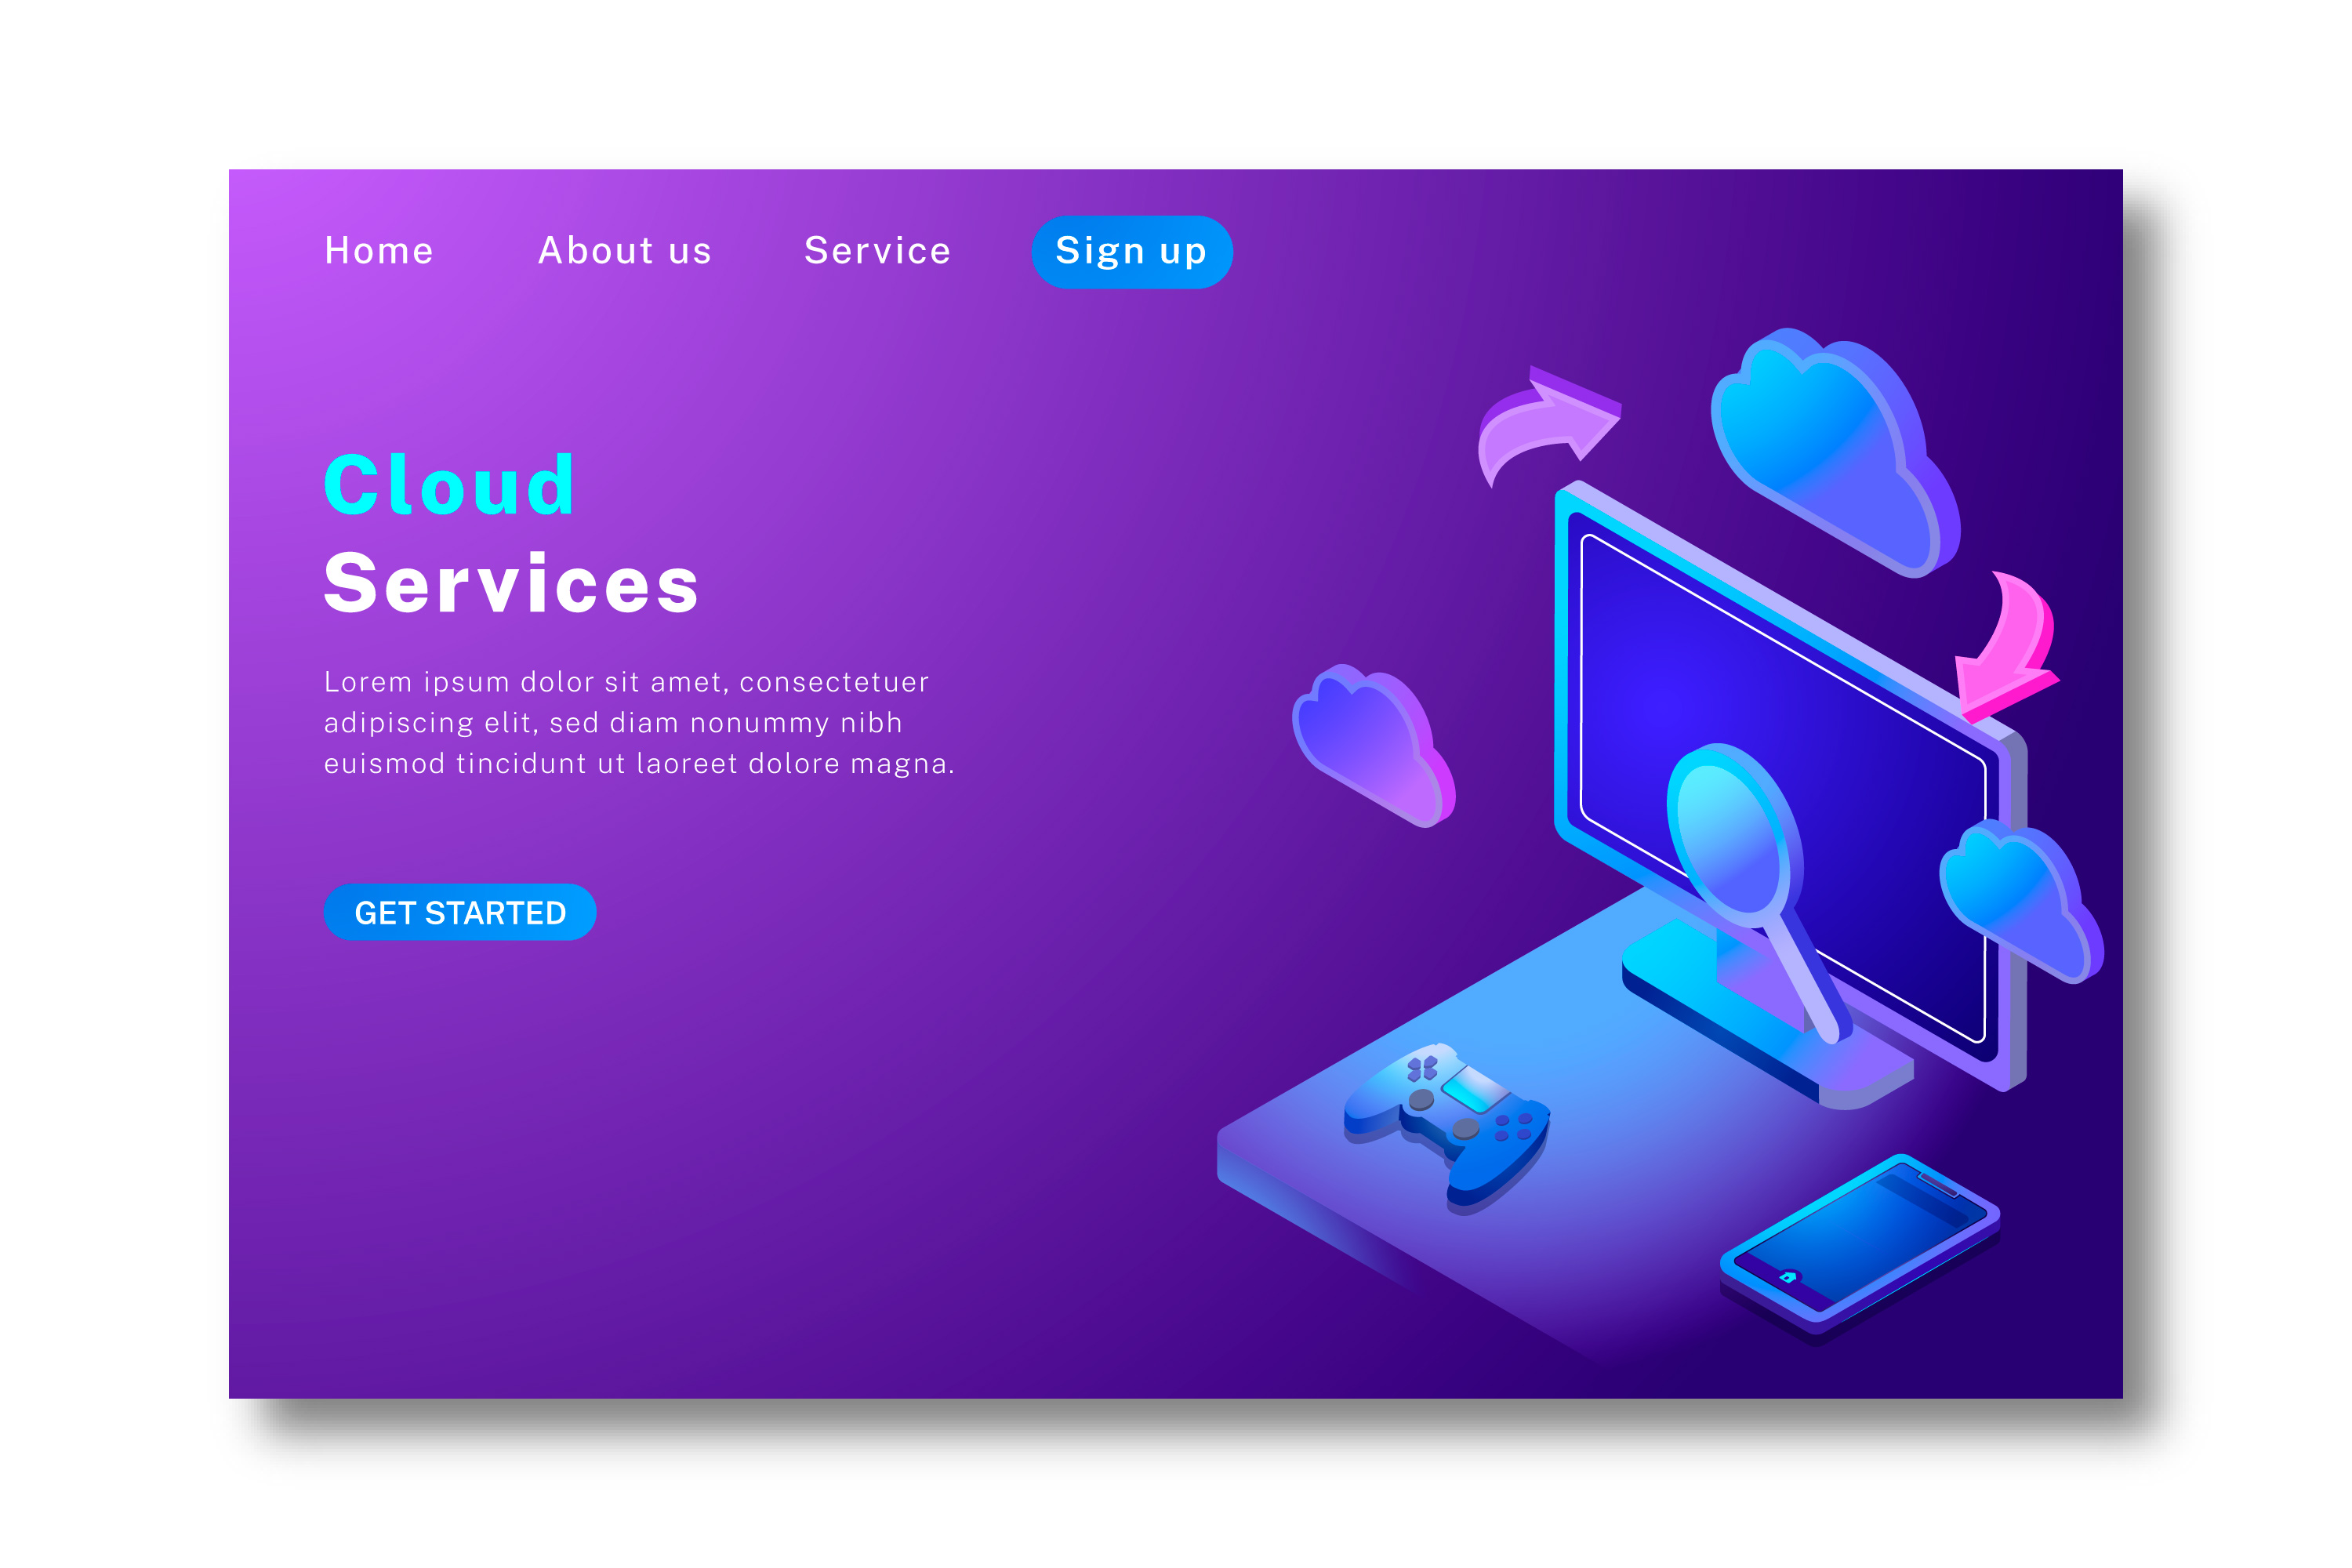 Home About us Service Sign up
Cloud
Services
Lorem ipsum dolor sit amet, consectetuer
adipiscing elit, sed diam nonummy nibh
euismod tincidunt ut laoreet dolore magna.
GET STARTED